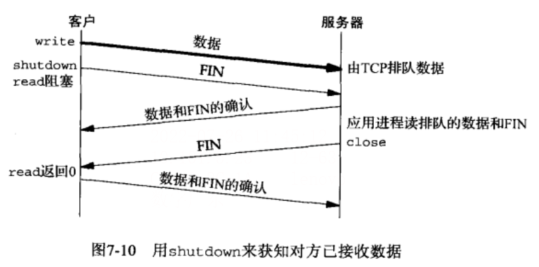 客户
服务器
write
数据
由TCP排队数据
shutdown
FIN
read阻塞
数据和FIN的确认
应用进程读排队的数据和FIN
FIN
close
read返回0
数据和FIN的确认
图7-10 用shutdown来获知对方已接收数据